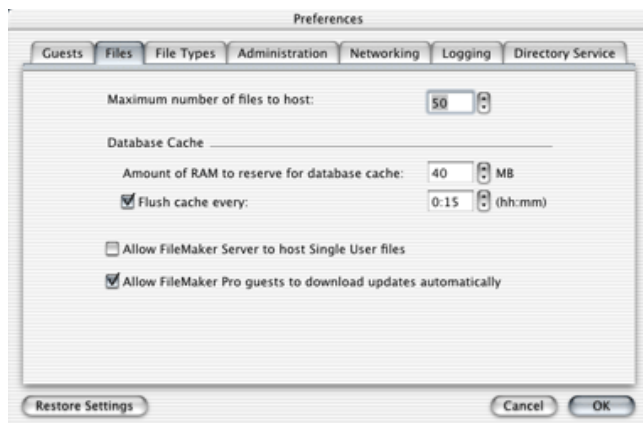 Preferences
Guests Files File Types Administration Networking Logging Directory Service
Maximum number of files to host: 50
Database Cache
Amount of RAM to reserve for database cache: 40 MB
Flush cache every: 0:15 (hh:mm)
Allow FileMaker Server to host Single User files
Allow FileMaker Pro guests to download updates automatically
Restore Settings Cancel OK